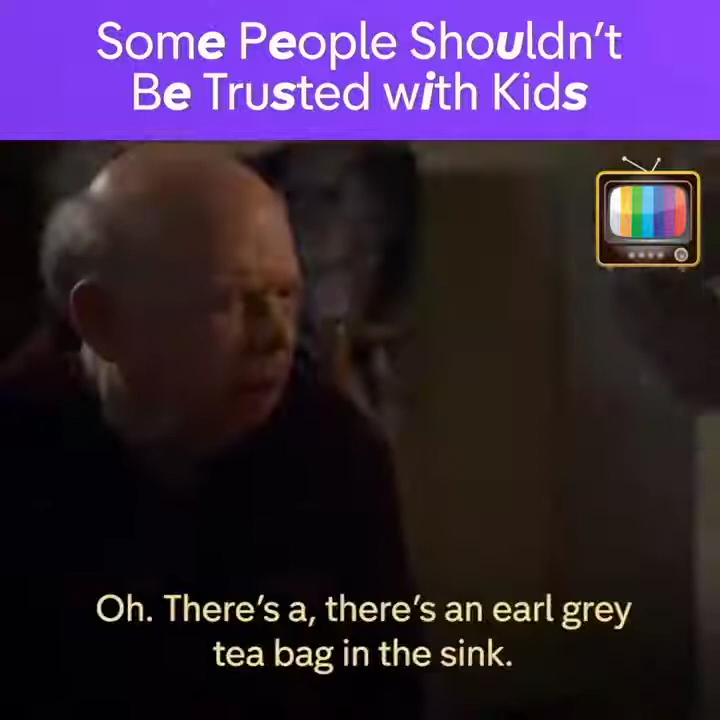 Some People Shouldn't
Be Trusted with Kids
Oh. There's a, there's an earl grey
tea bag in the sink.